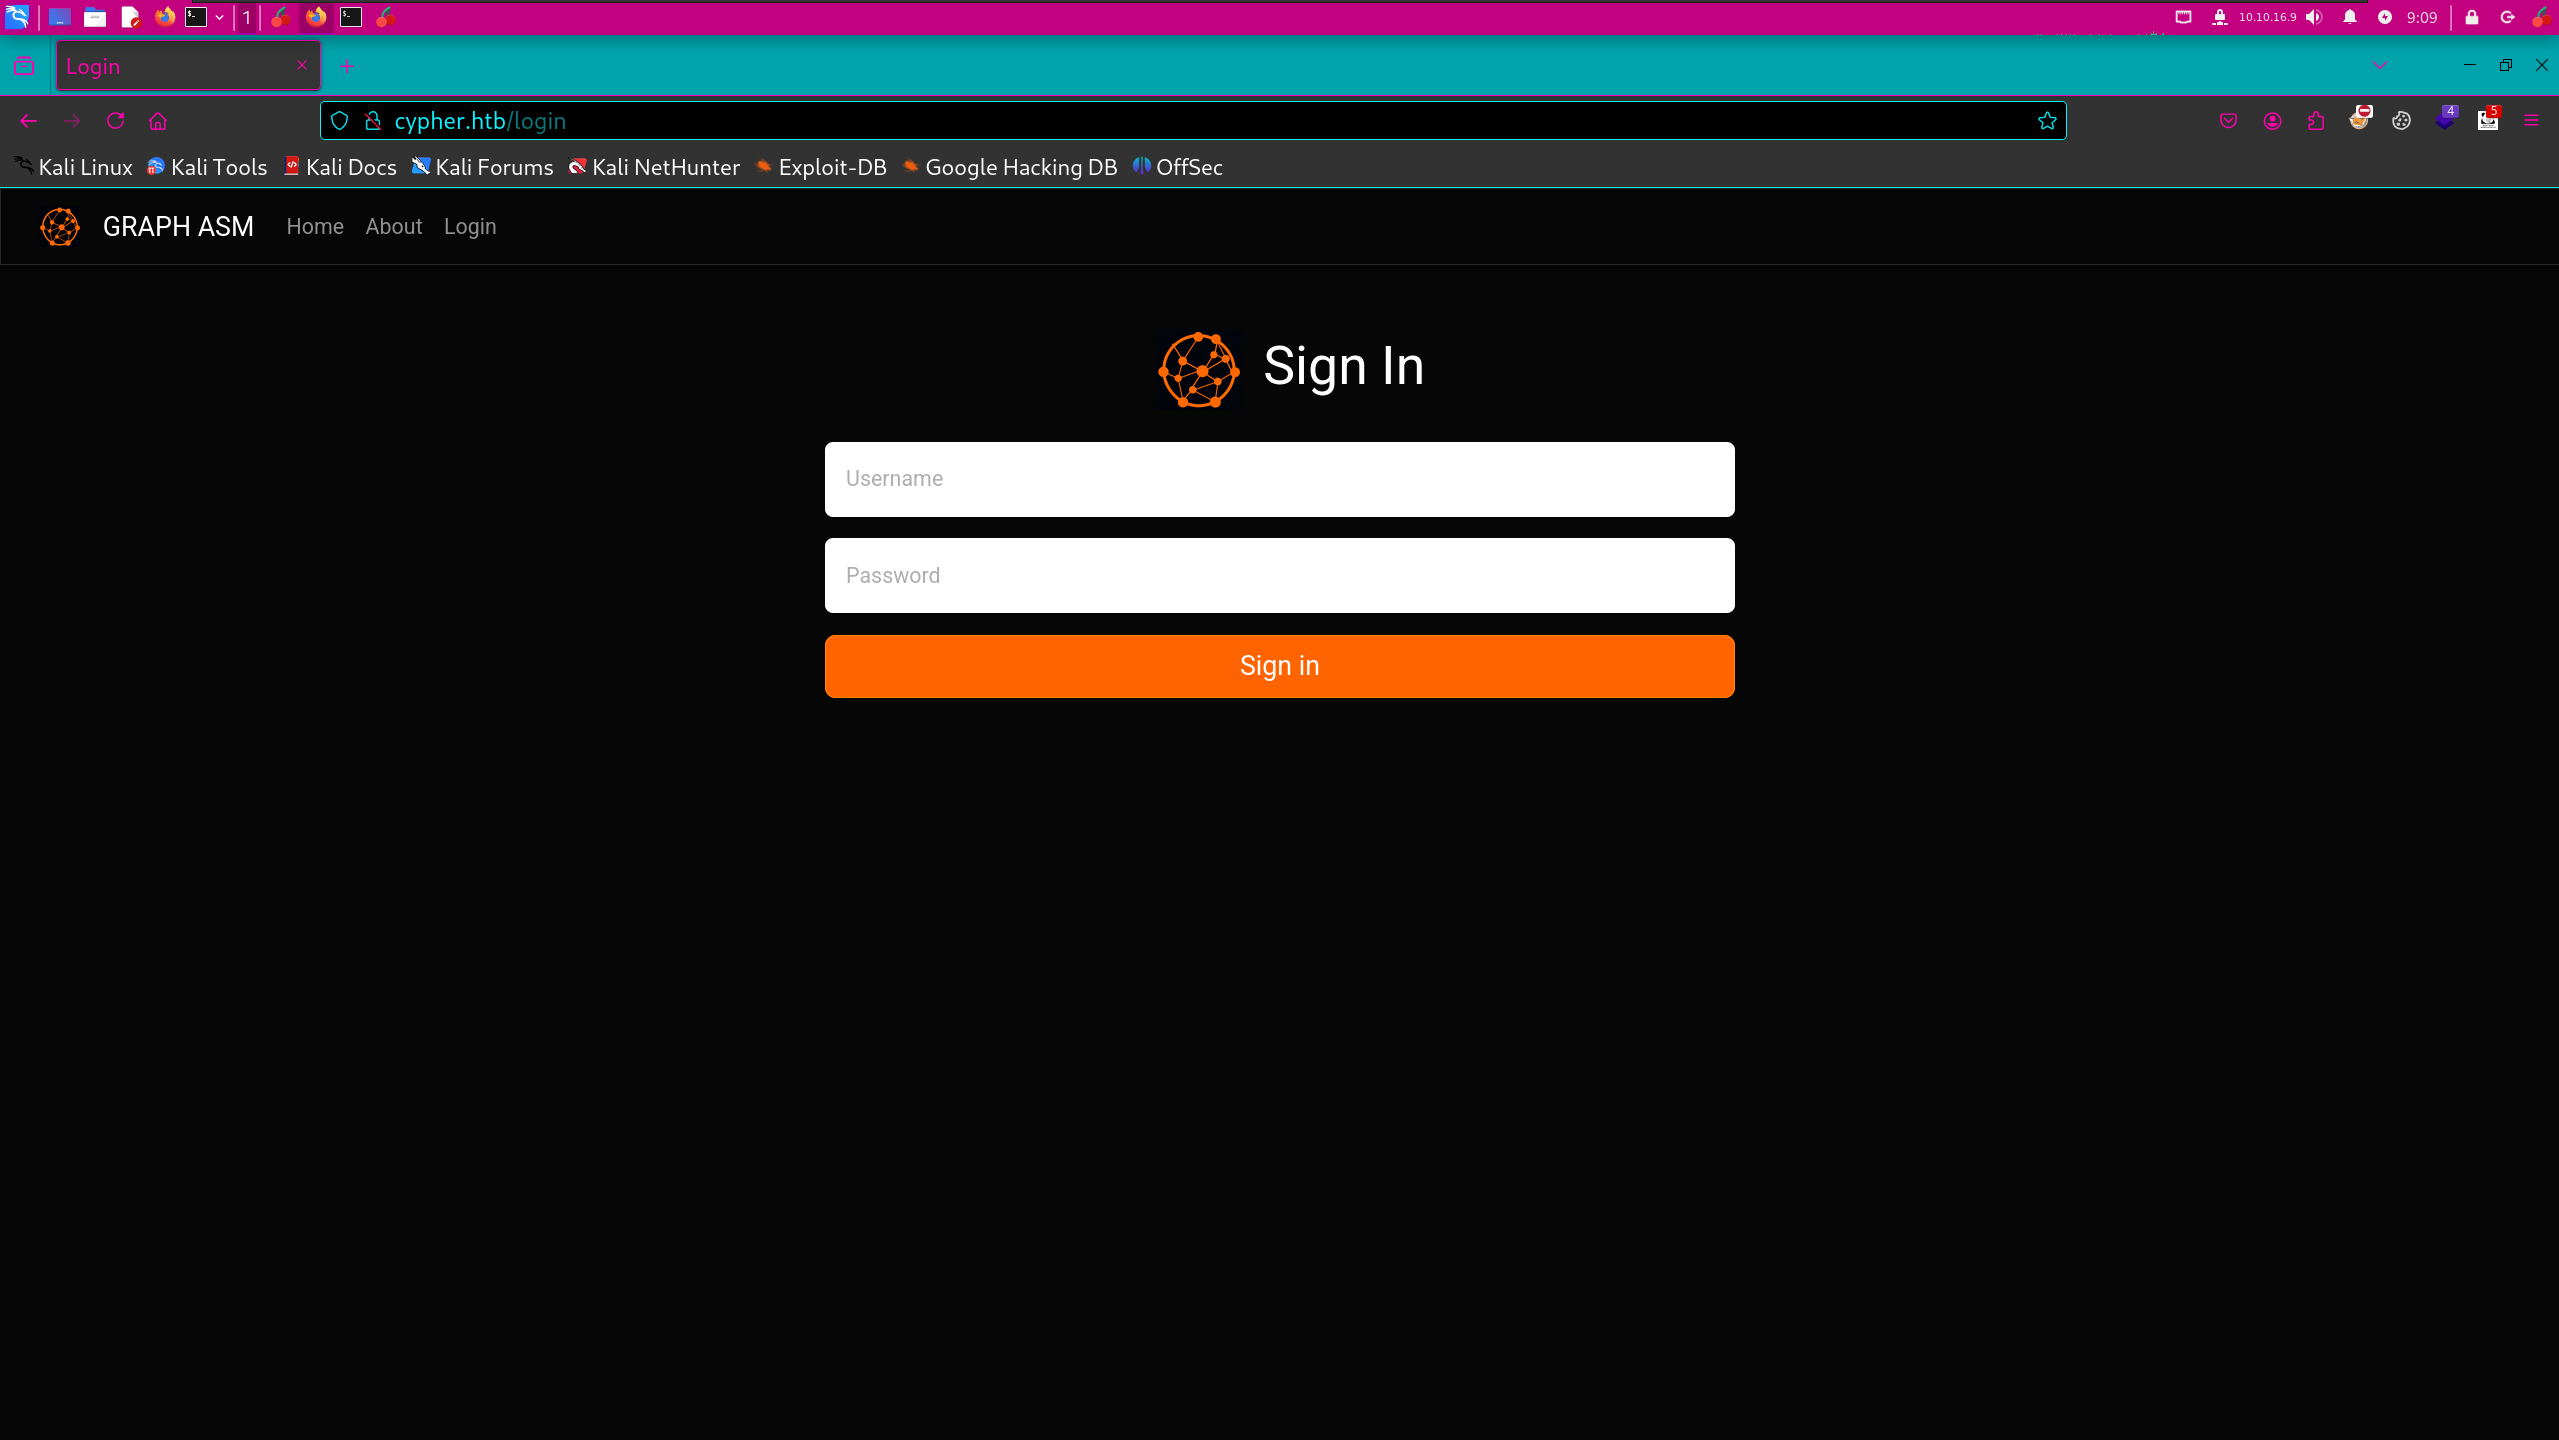 1 10.10.16.9 9:09
Login
cypher.htb/login 4 5
Kali Linux Kali Tools Kali Docs Kali Forums Kali NetHunter Exploit-DB Google Hacking DB OffSec
GRAPH ASM Home About Login
Sign In
Username
Password
Sign in